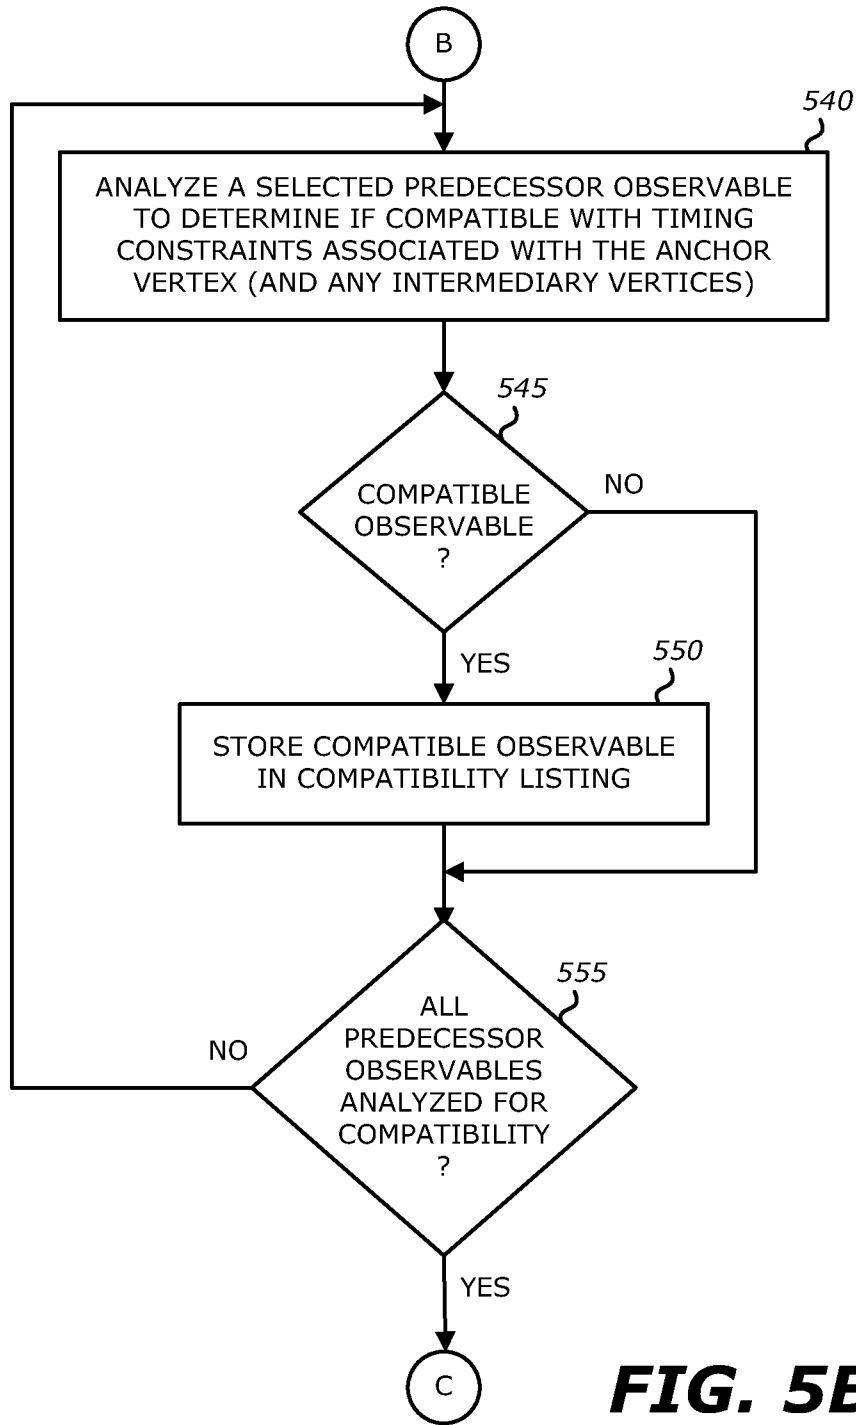 B
540
ANALYZE A SELECTED PREDECESSOR OBSERVABLE
TO DETERMINE IF COMPATIBLE WITH TIMING
CONSTRAINTS ASSOCIATED WITH THE ANCHOR
VERTEX (AND ANY INTERMEDIARY VERTICES)
545
COMPATIBLE
OBSERVABLE
?
NO
YES
550
STORE COMPATIBLE OBSERVABLE
IN COMPATIBILITY LISTING
555
ALL
PREDECESSOR
OBSERVABLES
ANALYZED FOR
COMPATIBILITY
?
NO
YES
C
FIG. 5B